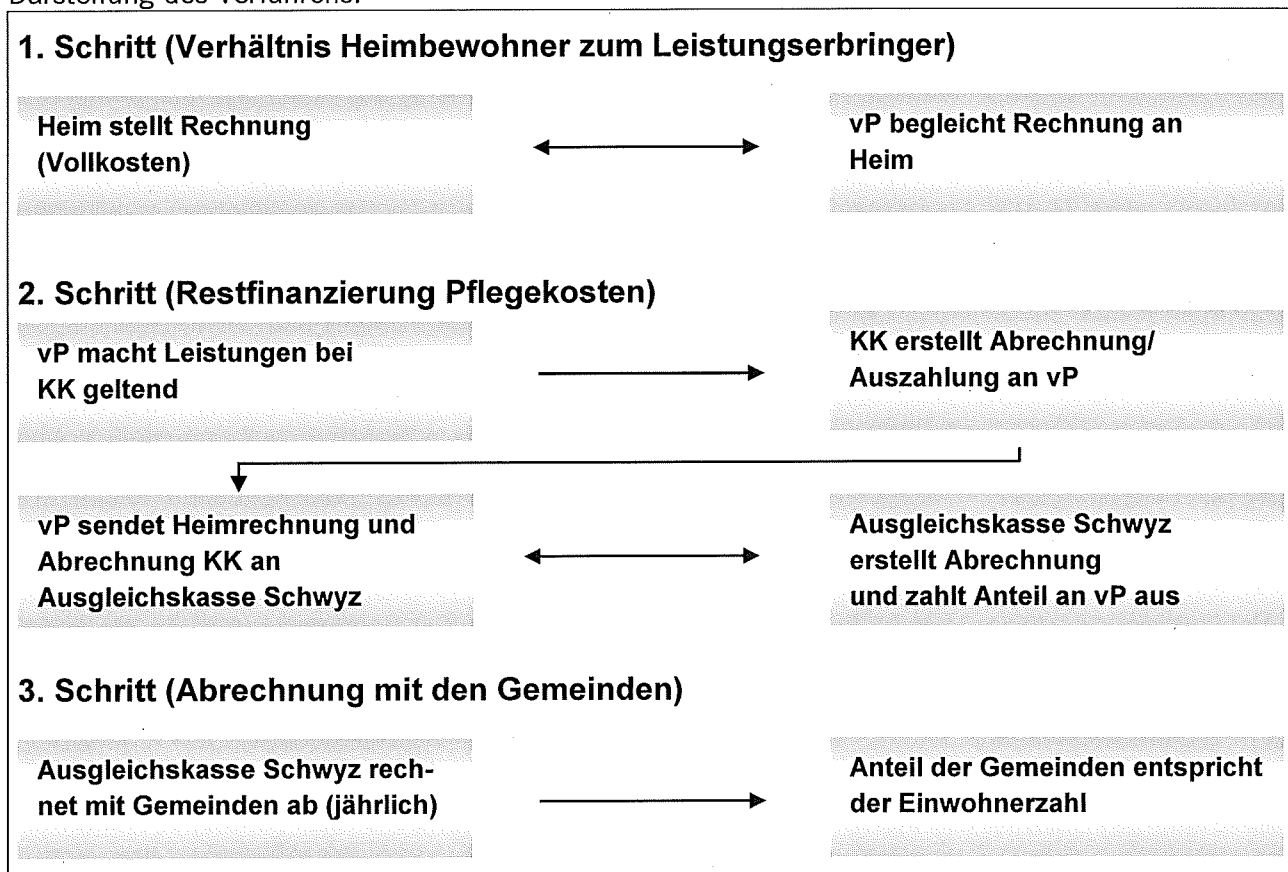 Darstellung des Verfahrens:
1. Schritt (Verhältnis Heimbewohner zum Leistungserbringer)
Heim stellt Rechnung
(Vollkosten)
vP begleicht Rechnung an
Heim
2. Schritt (Restfinanzierung Pflegekosten)
vP macht Leistungen bei
KK geltend
KK erstellt Abrechnung/
Auszahlung an vP
vP sendet Heimrechnung und
Abrechnung KK an
Ausgleichskasse Schwyz
Ausgleichskasse Schwyz
erstellt Abrechnung
und zahlt Anteil an vP aus
3. Schritt (Abrechnung mit den Gemeinden)
Ausgleichskasse Schwyz rech-
net mit Gemeinden ab (jährlich)
Anteil der Gemeinden entspricht
der Einwohnerzahl